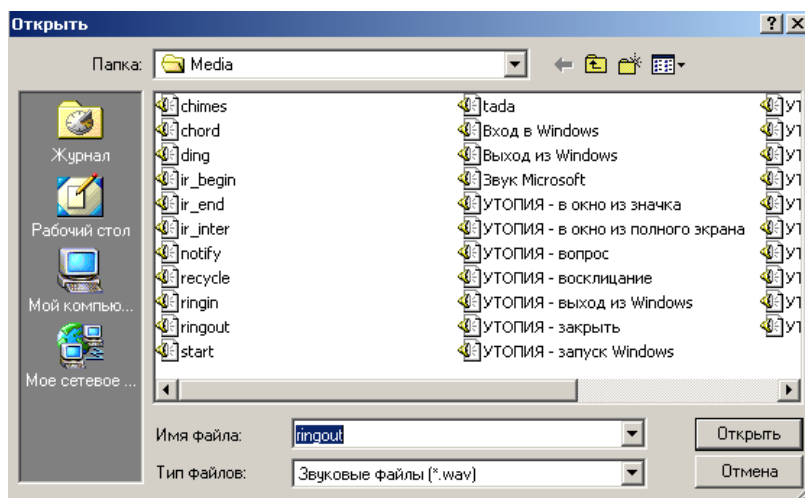 Открыть
Папка: Media
Журнал
Рабочий стол
Мой компью...
Мое сетевое ...
chimes
chord
ding
ir_begin
ir_end
ir_inter
notify
recycle
ringin
ringout
start
tada
Вход в Windows
Выход из Windows
Звук Microsoft
УТОПИЯ - в окно из значка
УТОПИЯ - в окно из полного экрана
УТОПИЯ - вопрос
УТОПИЯ - восклицание
УТОПИЯ - выход из Windows
УТОПИЯ - закрыть
УТОПИЯ - запуск Windows
Имя файла: ringout Открыть
Тип файлов: Звуковые файлы (*.wav) Отмена